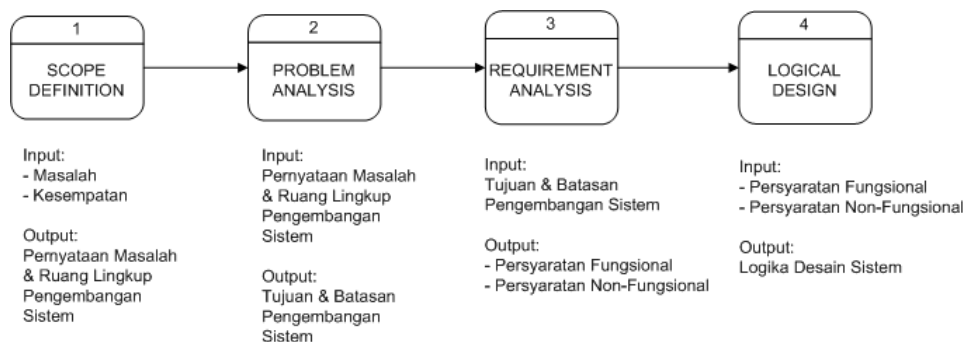 1
SCOPE
DEFINITION
2
PROBLEM
ANALYSIS
3
REQUIREMENT
ANALYSIS
4
LOGICAL
DESIGN
Input:
- Masalah
- Kesempatan
Output:
Pernyataan Masalah
& Ruang Lingkup
Pengembangan
Sistem
Input:
Pernyataan Masalah
& Ruang Lingkup
Pengembangan
Sistem
Output:
Tujuan & Batasan
Pengembangan
Sistem
Input:
Tujuan & Batasan
Pengembangan Sistem
Output:
- Persyaratan Fungsional
- Persyaratan Non-Fungsional
Input:
- Persyaratan Fungsional
- Persyaratan Non-Fungsional
Output:
Logika Desain Sistem